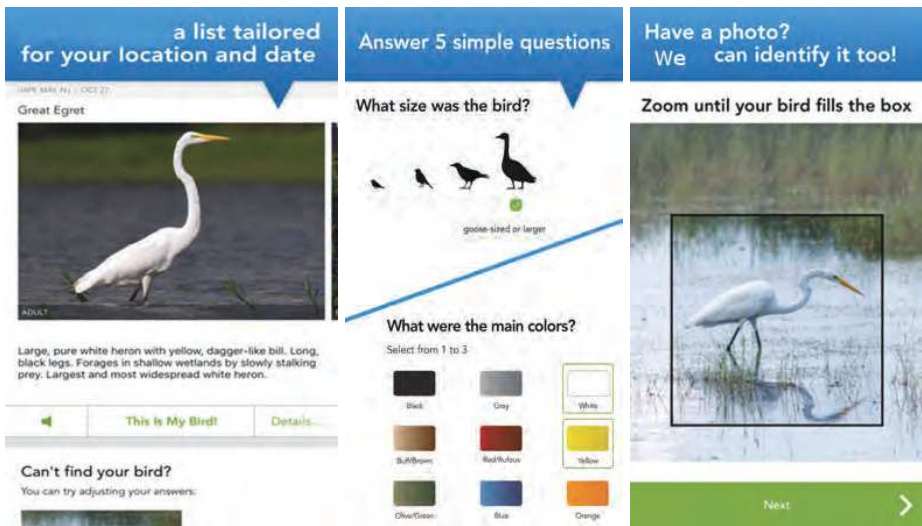 a list tailored
for your location and date
CAPE MAY, NJ | OCT 27
Great Egret
ADULT
Large, pure white heron with yellow, dagger-like bill. Long,
black legs. Forages in shallow wetlands by slowly stalking
prey. Largest and most widespread white heron.
This Is My Bird!
Details...
Can't find your bird?
You can try adjusting your answers:
Answer 5 simple questions
What size was the bird?
goose-sized or larger
What were the main colors?
Select from 1 to 3
Black
Gray
White
Buff/Brown
Red/Rufous
Yellow
Olive/Green
Blue
Orange
Have a photo?
We can identify it too!
Zoom until your bird fills the box
Next